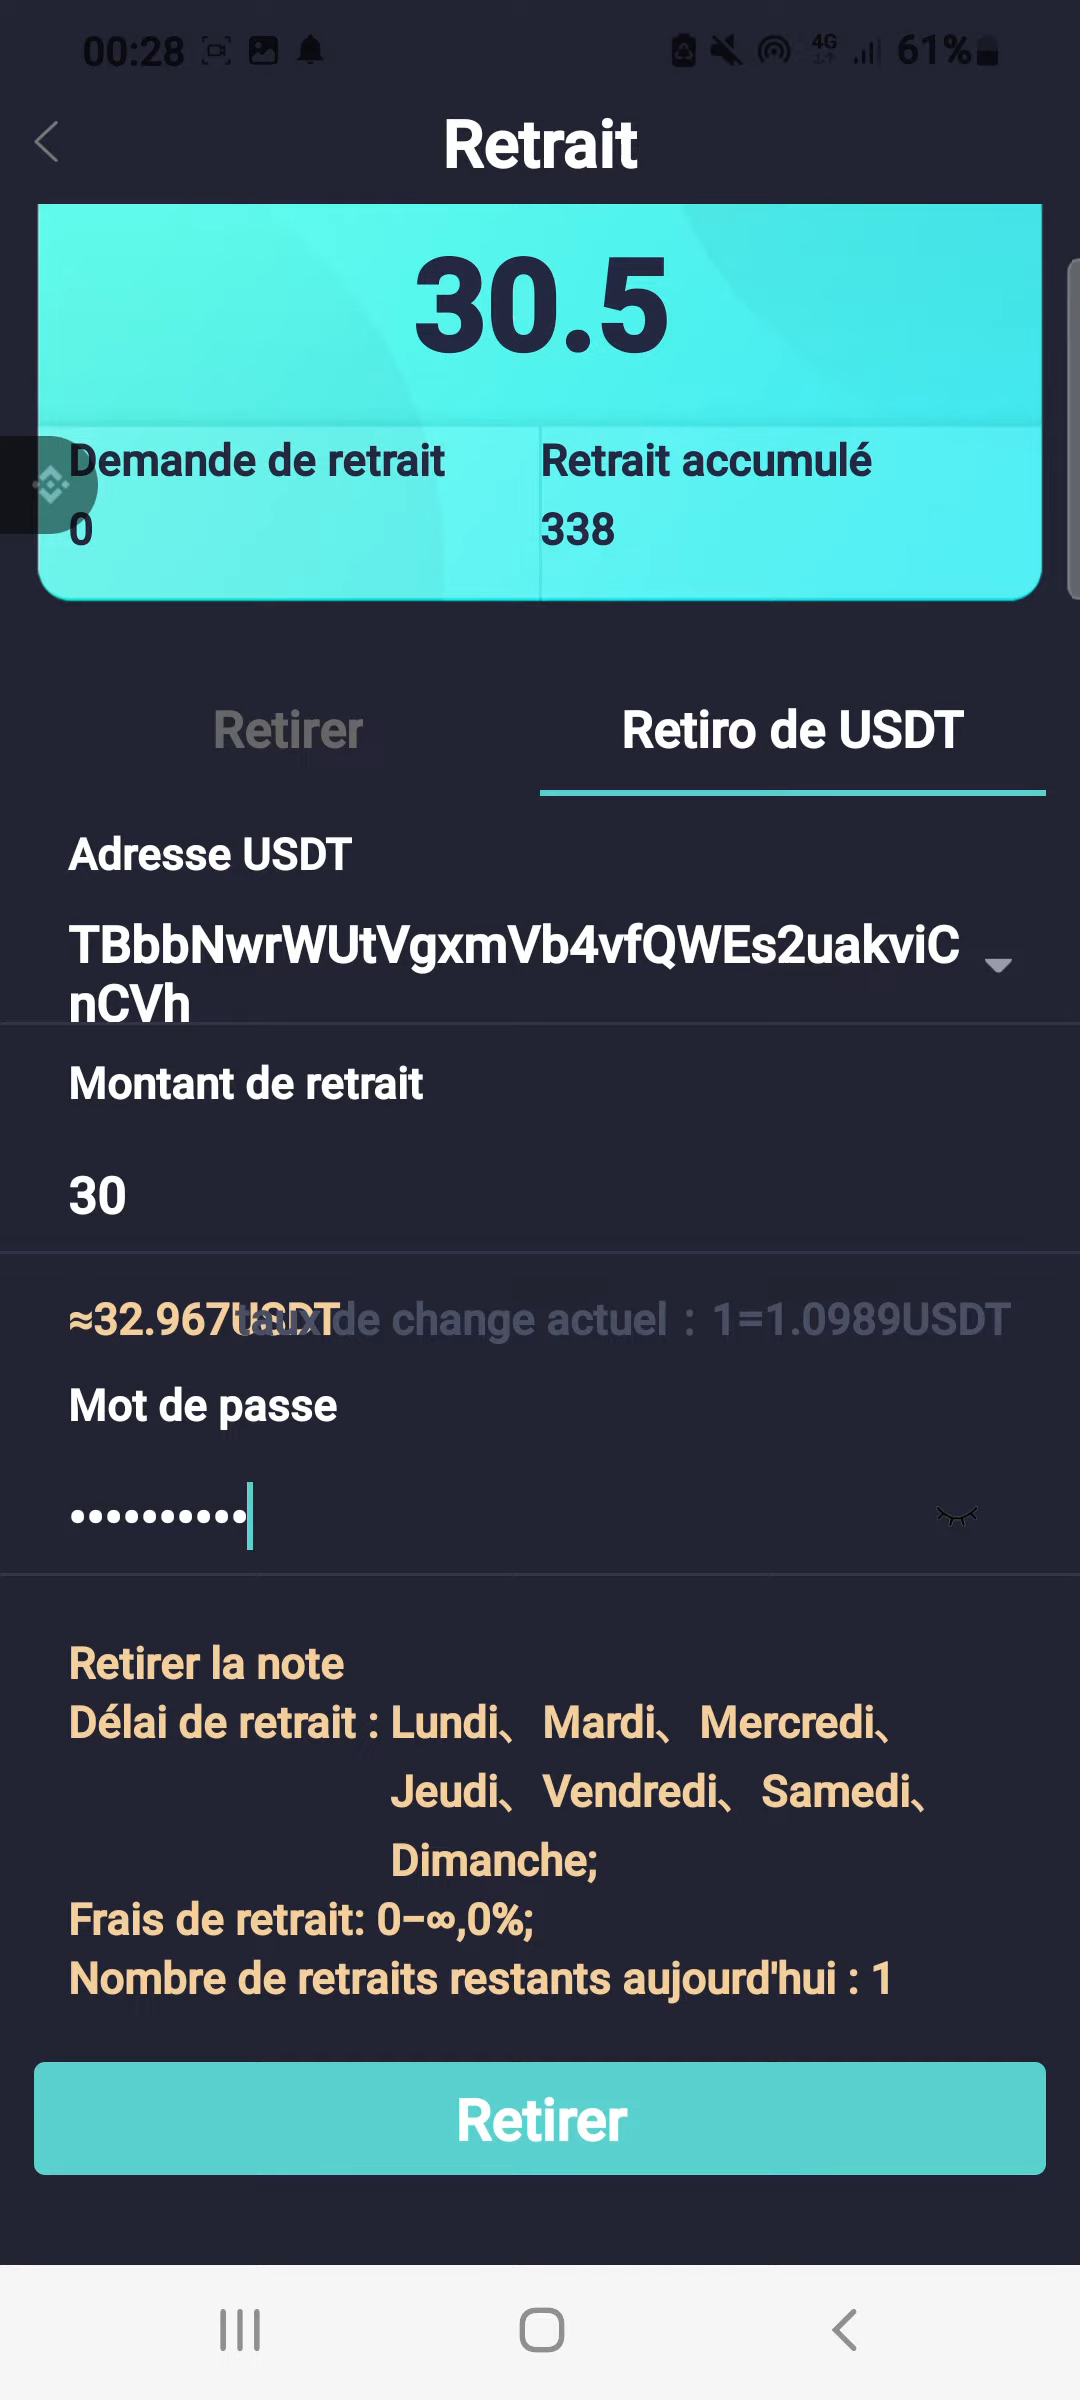 00:28
4G
61%
Retrait
30.5
Demande de retrait
Retrait accumulé
0
338
Retirer
Retiro de USDT
Adresse USDT
TBbbNwrWUtVgxmVb4vfQWEs2uakviC
nCVh
Montant de retrait
30
≈32.967USDT
taux de change actuel : 1=1.0989USDT
Mot de passe
Retirer la note
Délai de retrait : Lundi、 Mardi、 Mercredi、
Jeudi、 Vendredi、 Samedi、
Dimanche;
Frais de retrait: 0−∞,0%;
Nombre de retraits restants aujourd'hui : 1
Retirer